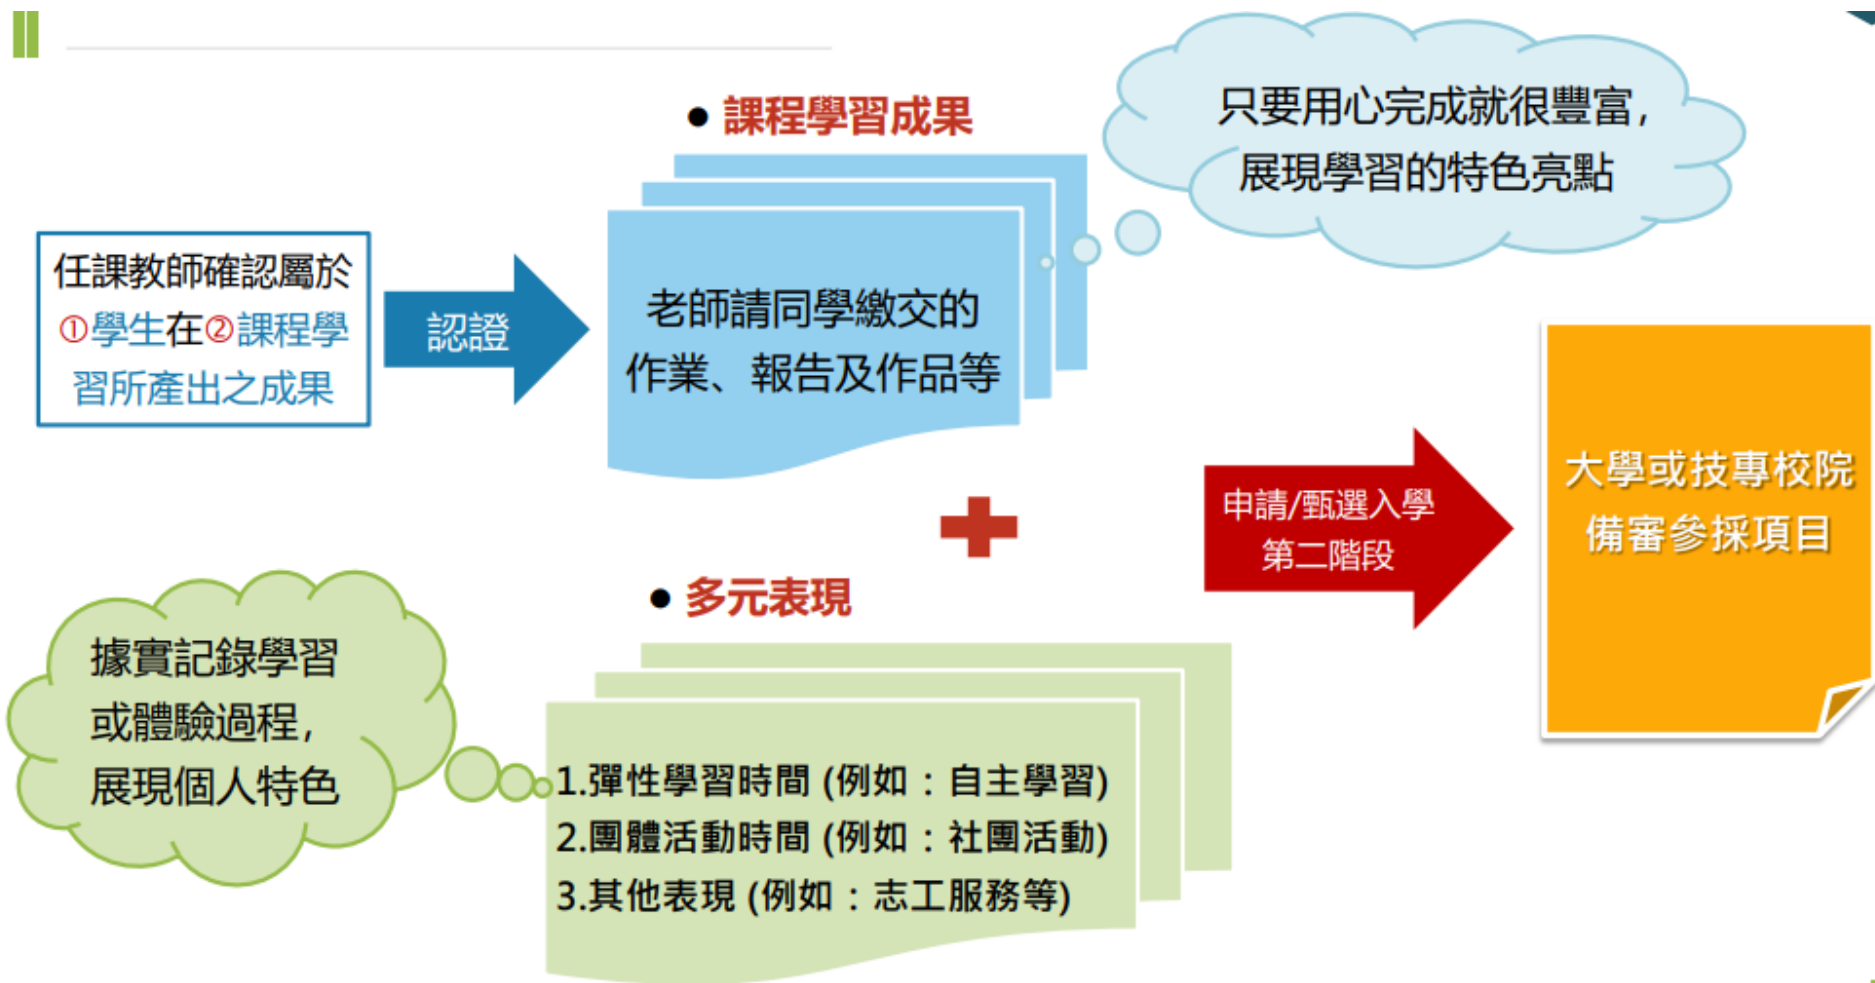 ● 課程學習成果
只要用心完成就很豐富，
展現學習的特色亮點
任課教師確認屬於
①學生在②課程學
習所產出之成果
認證
老師請同學繳交的
作業、報告及作品等
申請/甄選入學
第二階段
大學或技專校院
備審參採項目
● 多元表現
據實記錄學習
或體驗過程，
展現個人特色
1.彈性學習時間 (例如：自主學習)
2.團體活動時間 (例如：社團活動)
3.其他表現 (例如：志工服務等)